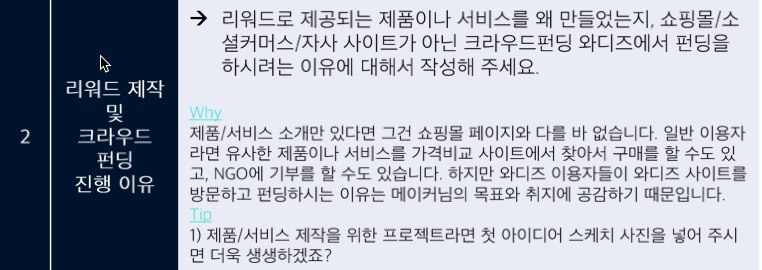 2
리워드 제작
및
크라우드
펀딩
진행 이유
→ 리워드로 제공되는 제품이나 서비스를 왜 만들었는지, 쇼핑몰/소
셜커머스/자사 사이트가 아닌 크라우드펀딩 와디즈에서 펀딩을
하시려는 이유에 대해서 작성해 주세요.
Why
제품/서비스 소개만 있다면 그건 쇼핑몰 페이지와 다를 바 없습니다. 일반 이용자
라면 유사한 제품이나 서비스를 가격비교 사이트에서 찾아서 구매를 할 수도 있
고, NGO에 기부를 할 수도 있습니다. 하지만 와디즈 이용자들이 와디즈 사이트를
방문하고 펀딩하시는 이유는 메이커님의 목표와 취지에 공감하기 때문입니다.
Tip
1) 제품/서비스 제작을 위한 프로젝트라면 첫 아이디어 스케치 사진을 넣어 주시
면 더욱 생생하겠죠?